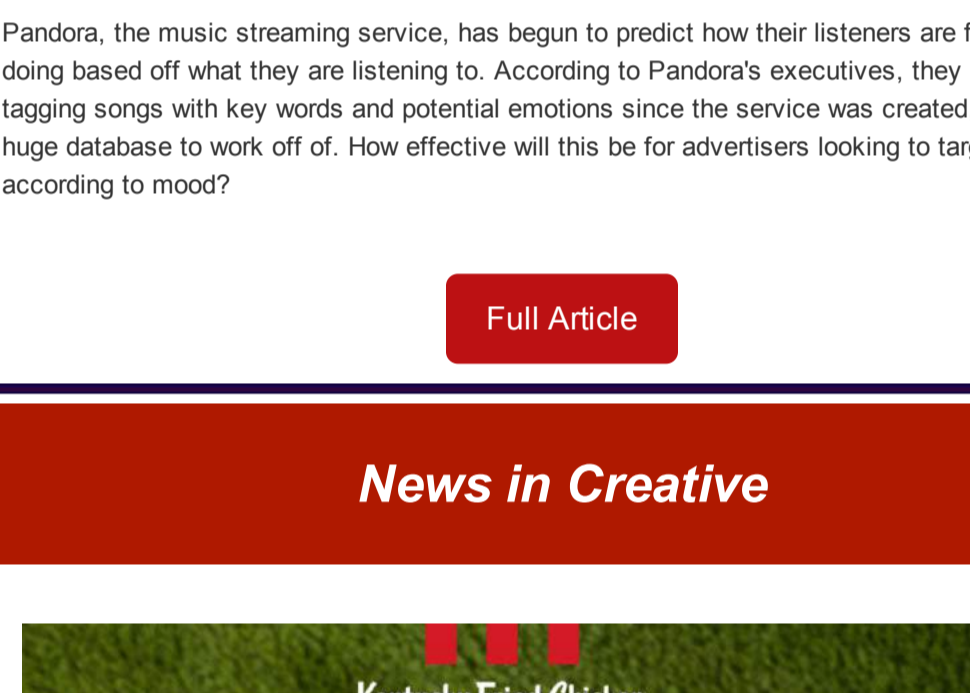 Pandora, the music streaming service, has begun to predict how their listeners are
doing based off what they are listening to. According to Pandora's executives, they
tagging songs with key words and potential emotions since the service was created
huge database to work off of. How effective will this be for advertisers looking to
according to mood?
Full Article
News in Creative